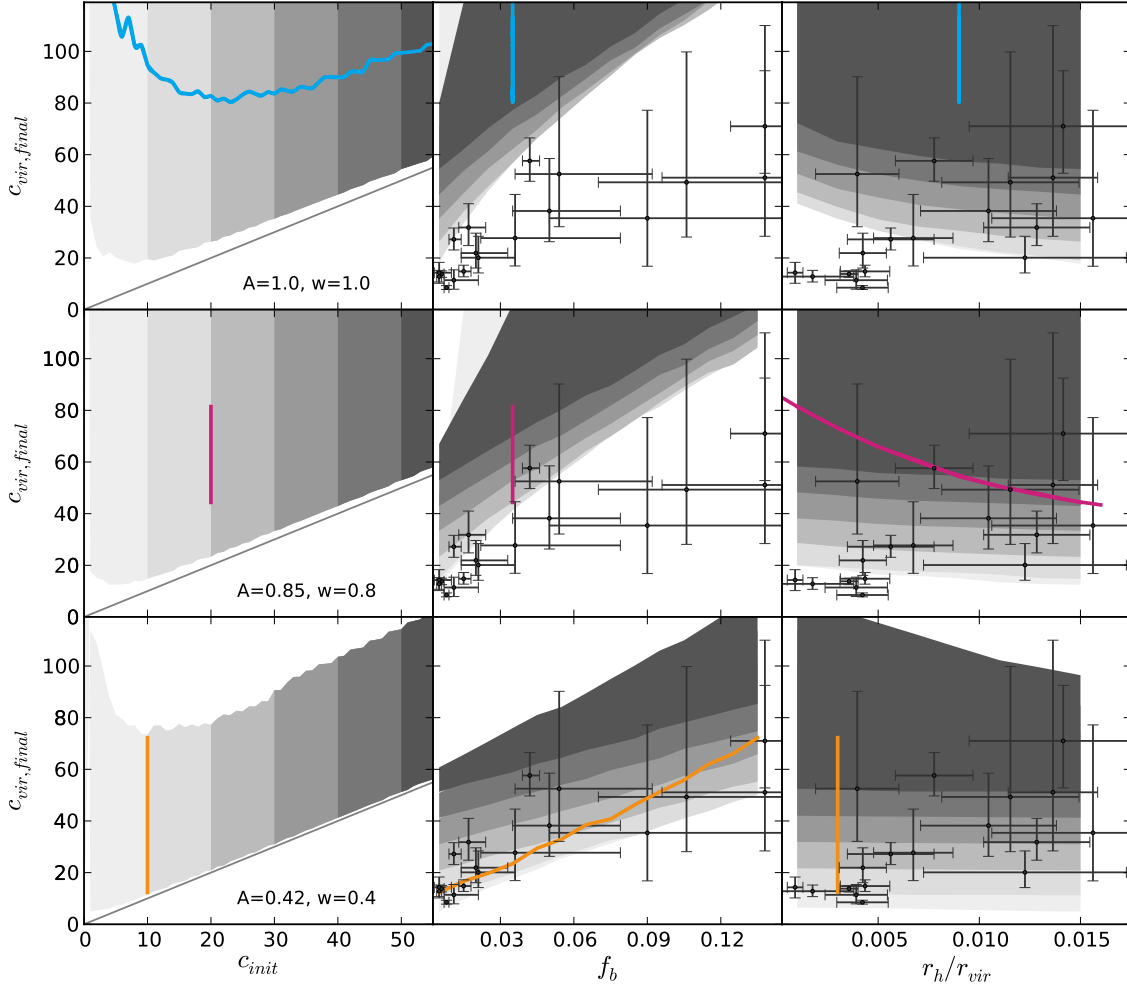 100
80
60
40
20
0
c_{vir,final}
A=1.0, w=1.0
100
80
60
40
20
0
c_{vir,final}
A=0.85, w=0.8
100
80
60
40
20
0
c_{vir,final}
A=0.42, w=0.4
0 10 20 30 40 50
0.03 0.06 0.09 0.12
0.005 0.010 0.015
c_{init}
f_b
r_h/r_{vir}